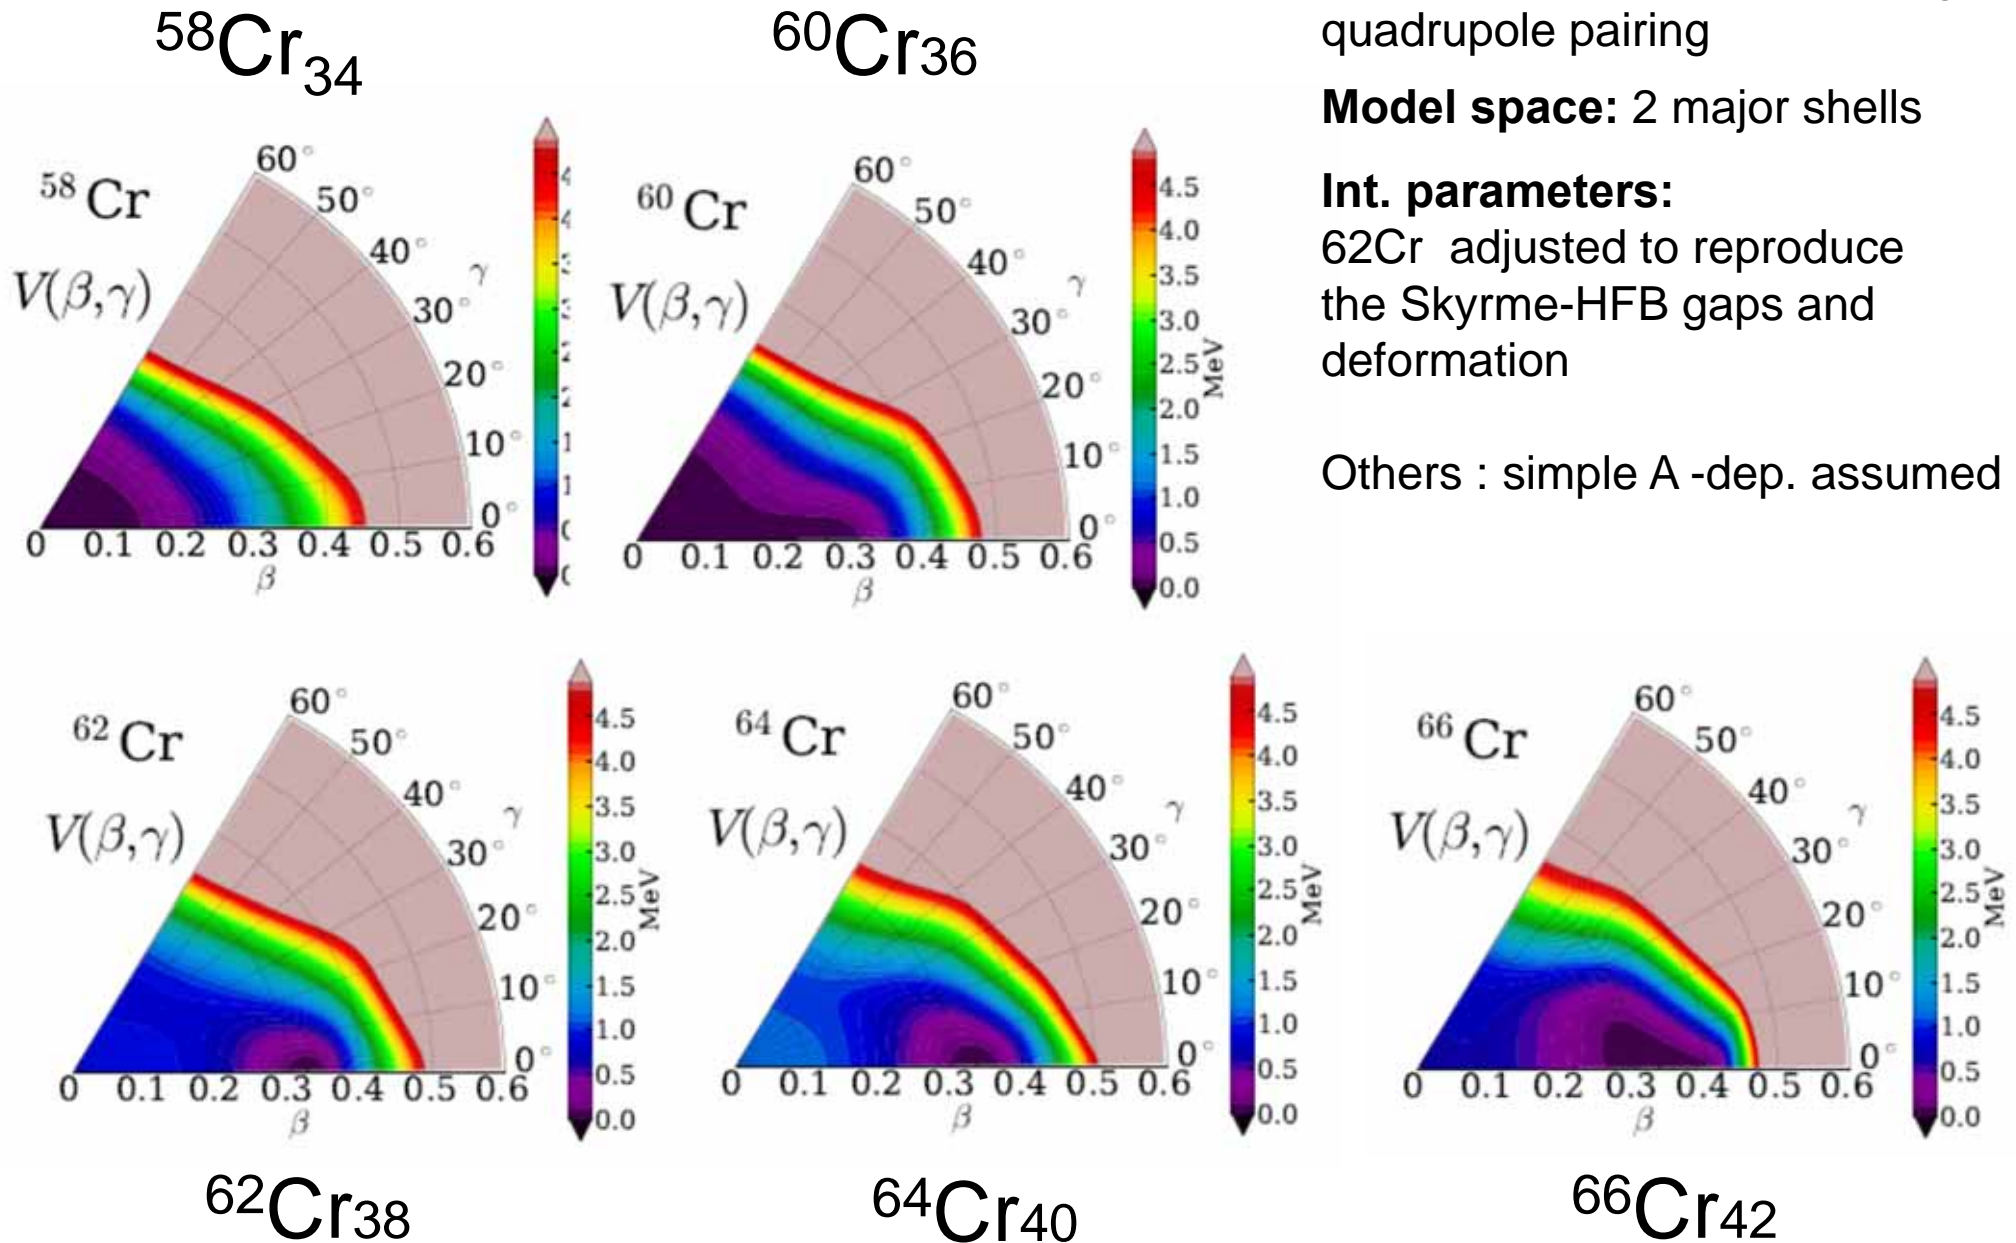 58Cr34
60Cr36
quadrupole pairing
Model space: 2 major shells
Int. parameters:
62Cr adjusted to reproduce
the Skyrme-HFB gaps and
deformation
Others : simple A -dep. assumed
58 Cr
V(β,γ)
60°
50°
40°
γ
30°
20°
10°
0°
0 0.1 0.2 0.3 0.4 0.5 0.6
β
60 Cr
V(β,γ)
60°
50°
40°
γ
30°
20°
10°
0°
0 0.1 0.2 0.3 0.4 0.5 0.6
β
4.5
4.0
3.5
3.0
2.5
2.0
1.5
1.0
0.5
0.0
MeV
62 Cr
V(β,γ)
60°
50°
40°
γ
30°
20°
10°
0°
0 0.1 0.2 0.3 0.4 0.5 0.6
β
4.5
4.0
3.5
3.0
2.5
2.0
1.5
1.0
0.5
0.0
MeV
64 Cr
V(β,γ)
60°
50°
40°
γ
30°
20°
10°
0°
0 0.1 0.2 0.3 0.4 0.5 0.6
β
4.5
4.0
3.5
3.0
2.5
2.0
1.5
1.0
0.5
0.0
MeV
66 Cr
V(β,γ)
60°
50°
40°
γ
30°
20°
10°
0°
0 0.1 0.2 0.3 0.4 0.5 0.6
β
4.5
4.0
3.5
3.0
2.5
2.0
1.5
1.0
0.5
0.0
MeV
62Cr38
64Cr40
66Cr42